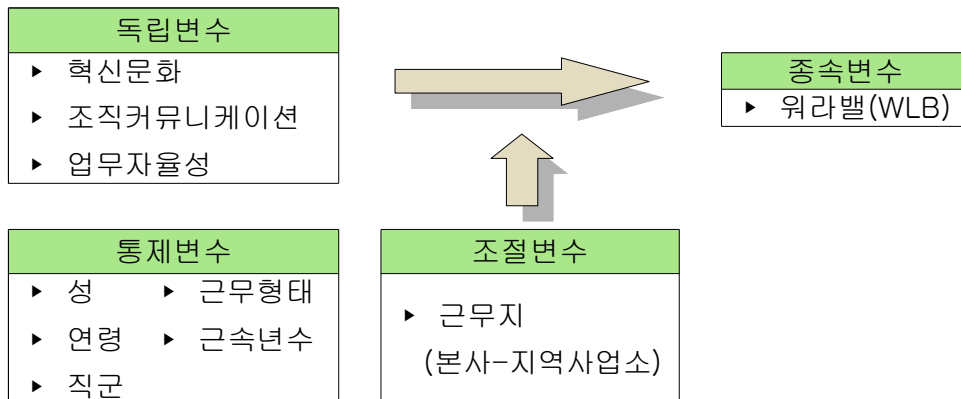 독립변수
▸ 혁신문화
▸ 조직커뮤니케이션
▸ 업무자율성
종속변수
▸ 워라밸(WLB)
통제변수
▸ 성 ▸ 근무형태
▸ 연령 ▸ 근속년수
▸ 직군
조절변수
▸ 근무지
(본사-지역사업소)